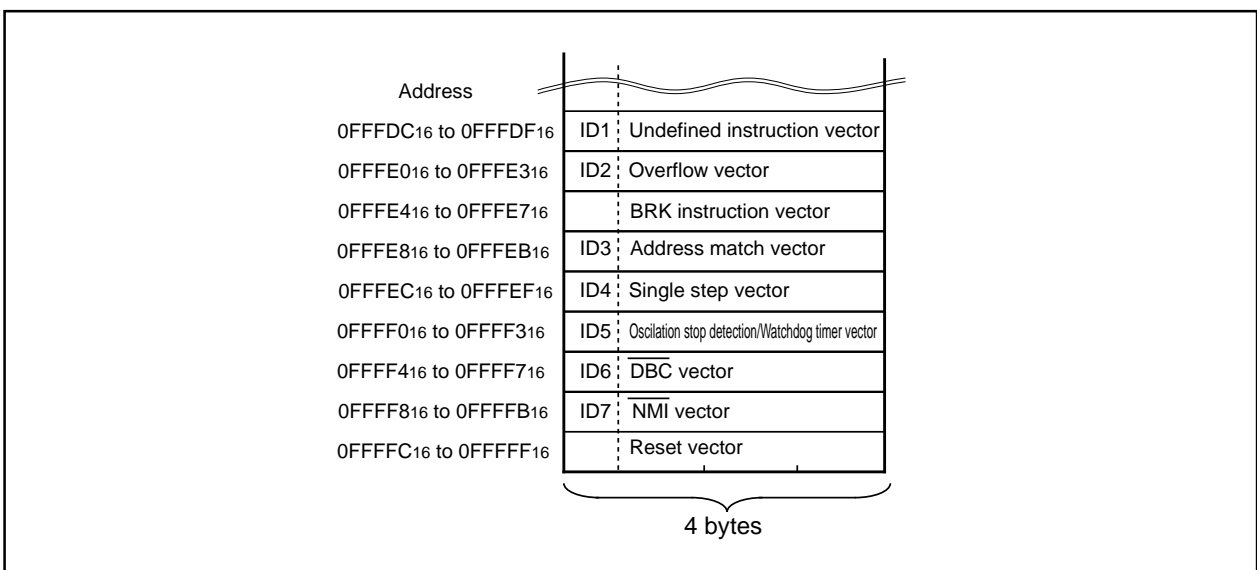 Address
0FFFDC16 to 0FFFDF16 ID1 Undefined instruction vector
0FFFE016 to 0FFFE316 ID2 Overflow vector
0FFFE416 to 0FFFE716 BRK instruction vector
0FFFE816 to 0FFFEB16 ID3 Address match vector
0FFFEC16 to 0FFFEF16 ID4 Single step vector
0FFFF016 to 0FFFF316 ID5 Oscilation stop detection/Watchdog timer vector
0FFFF416 to 0FFFF716 ID6 DBC vector
0FFFF816 to 0FFFFB16 ID7 NMI vector
0FFFFC16 to 0FFFFF16 Reset vector
4 bytes